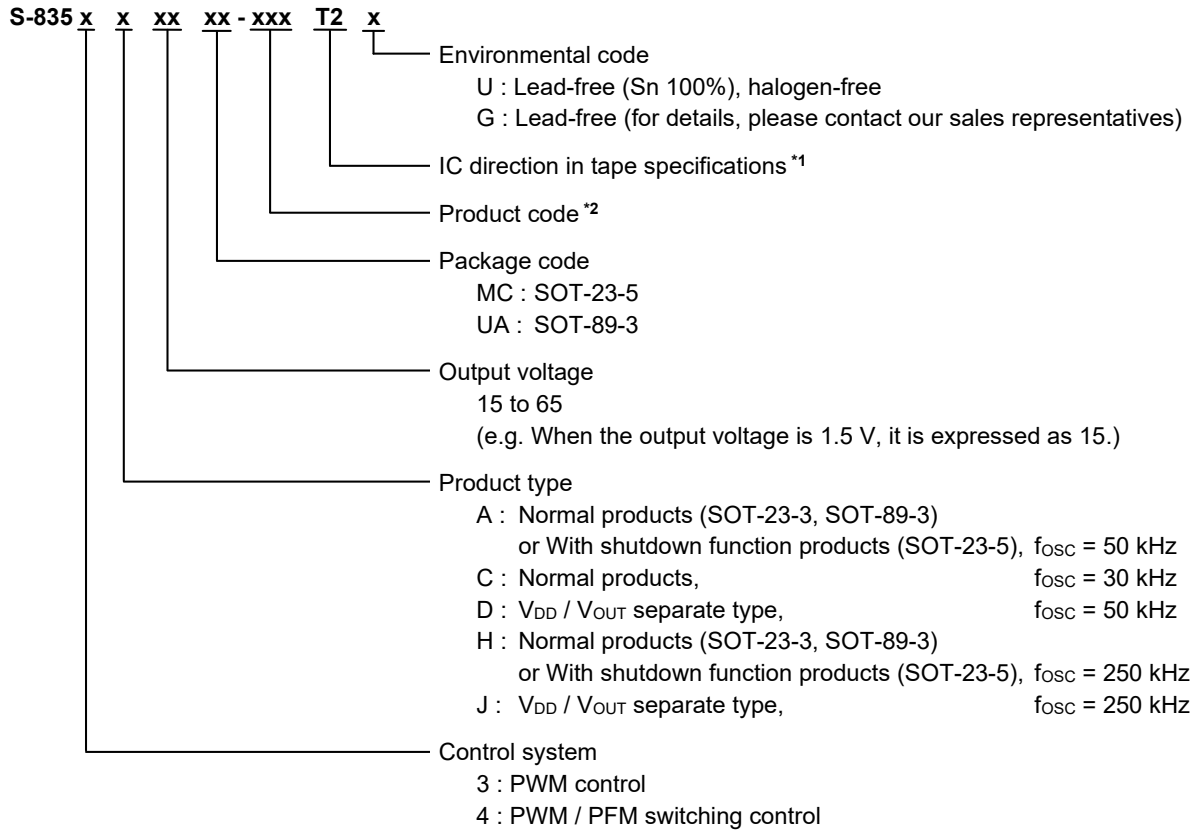 S-835 x x xx xx - xxx T2 x
Environmental code
U : Lead-free (Sn 100%), halogen-free
G : Lead-free (for details, please contact our sales representatives)
IC direction in tape specifications *1
Product code *2
Package code
MC : SOT-23-5
UA : SOT-89-3
Output voltage
15 to 65
(e.g. When the output voltage is 1.5 V, it is expressed as 15.)
Product type
A : Normal products (SOT-23-3, SOT-89-3)
or With shutdown function products (SOT-23-5), fOSC = 50 kHz
C : Normal products, fOSC = 30 kHz
D : VDD / VOUT separate type, fOSC = 50 kHz
H : Normal products (SOT-23-3, SOT-89-3)
or With shutdown function products (SOT-23-5), fOSC = 250 kHz
J : VDD / VOUT separate type, fOSC = 250 kHz
Control system
3 : PWM control
4 : PWM / PFM switching control